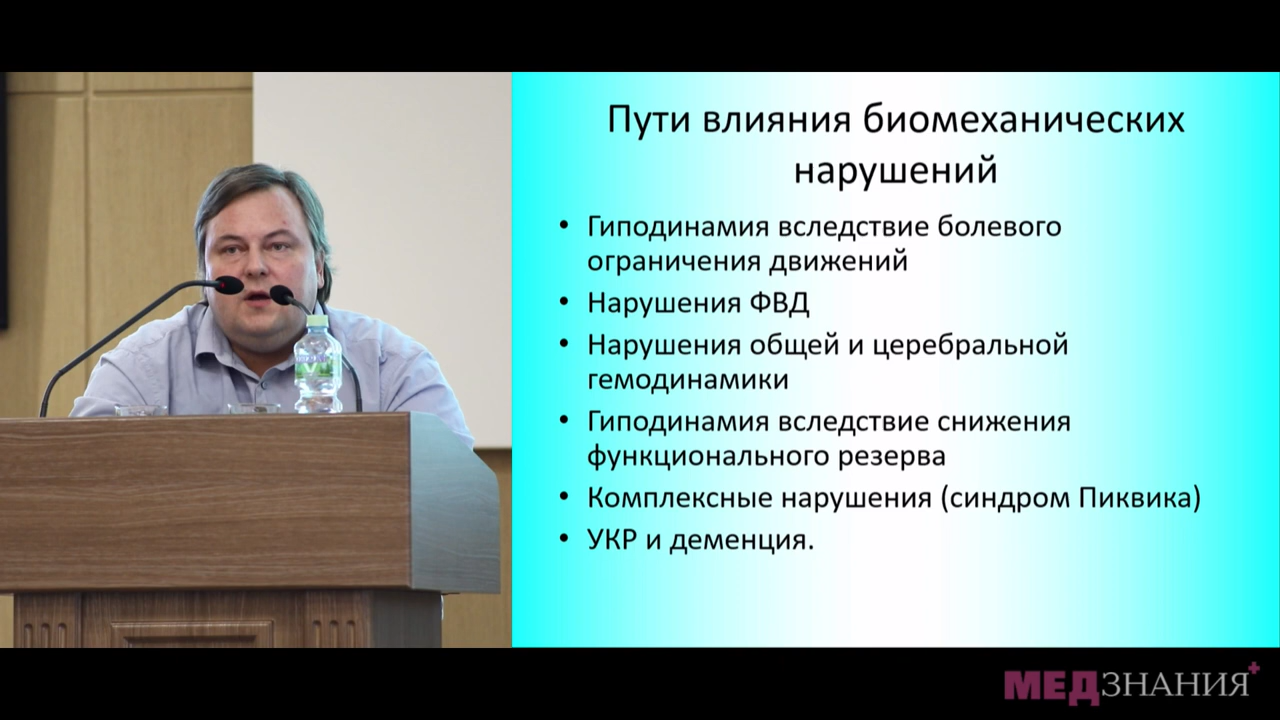 Пути влияния биомеханических
нарушений
• Гиподинамия вследствие болевого
ограничения движений
• Нарушения ФВД
• Нарушения общей и церебральной
гемодинамики
• Гиподинамия вследствие снижения
функционального резерва
• Комплексные нарушения (синдром Пиквика)
• УКР и деменция.
МЕДЗНАНИЯ+